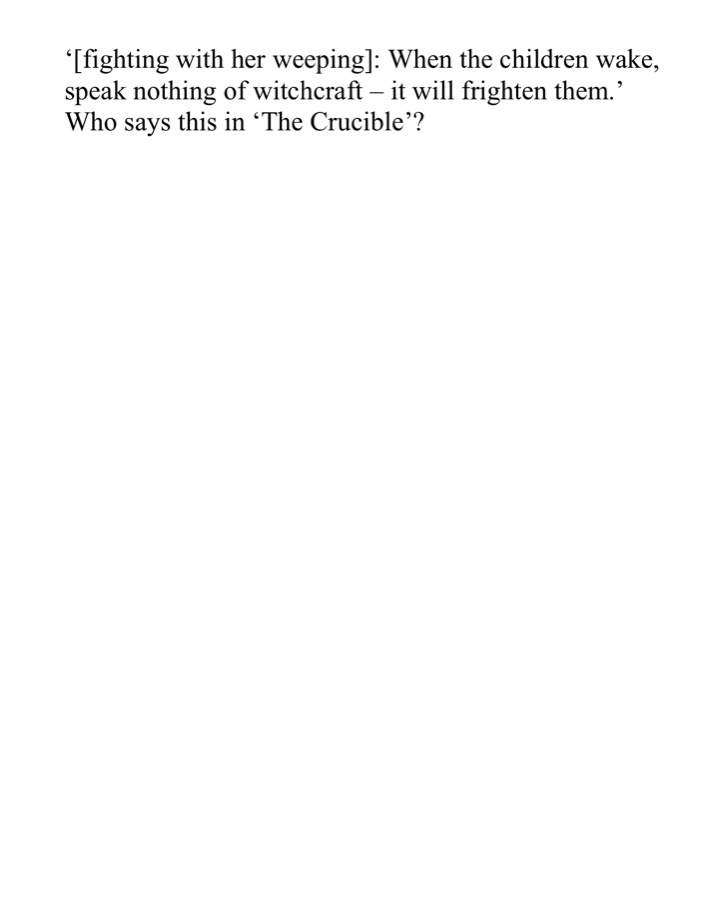 ‘[fighting with her weeping]: When the children wake,
speak nothing of witchcraft – it will frighten them.’
Who says this in ‘The Crucible’?